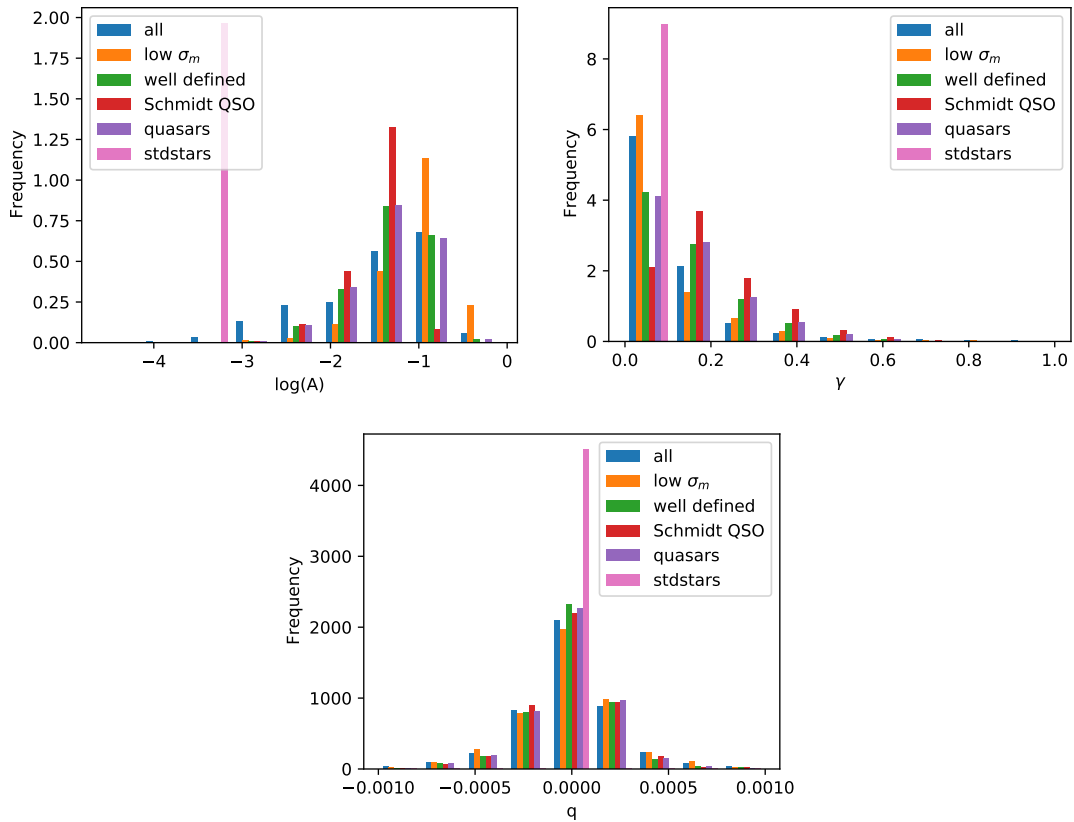 2.00
1.75
1.50
1.25
1.00
0.75
0.50
0.25
0.00
Frequency
−4
−3
−2
−1
0
log(A)
all
low σm
well defined
Schmidt QSO
quasars
stdstars
8
6
4
2
0
Frequency
0.0
0.2
0.4
0.6
0.8
1.0
γ
all
low σm
well defined
Schmidt QSO
quasars
stdstars
4000
3000
2000
1000
0
Frequency
−0.0010
−0.0005
0.0000
0.0005
0.0010
q
all
low σm
well defined
Schmidt QSO
quasars
stdstars